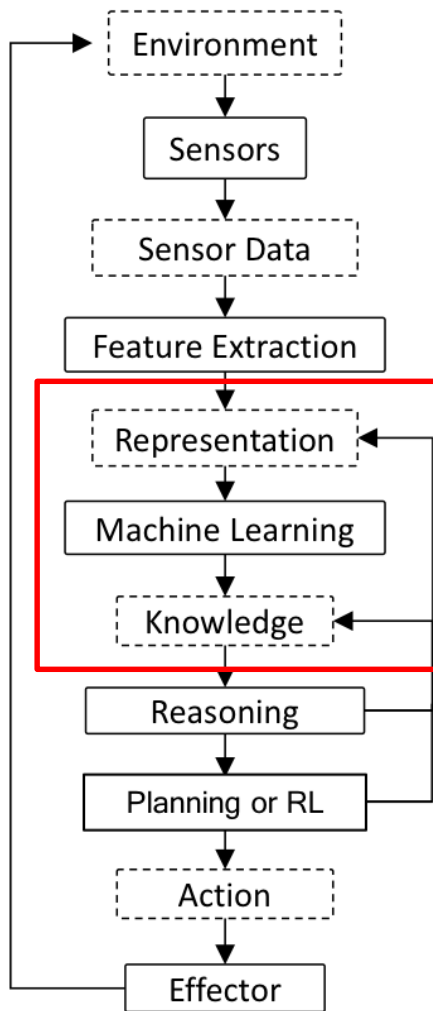 Environment
Sensors
Sensor Data
Feature Extraction
Representation
Machine Learning
Knowledge
Reasoning
Planning or RL
Action
Effector